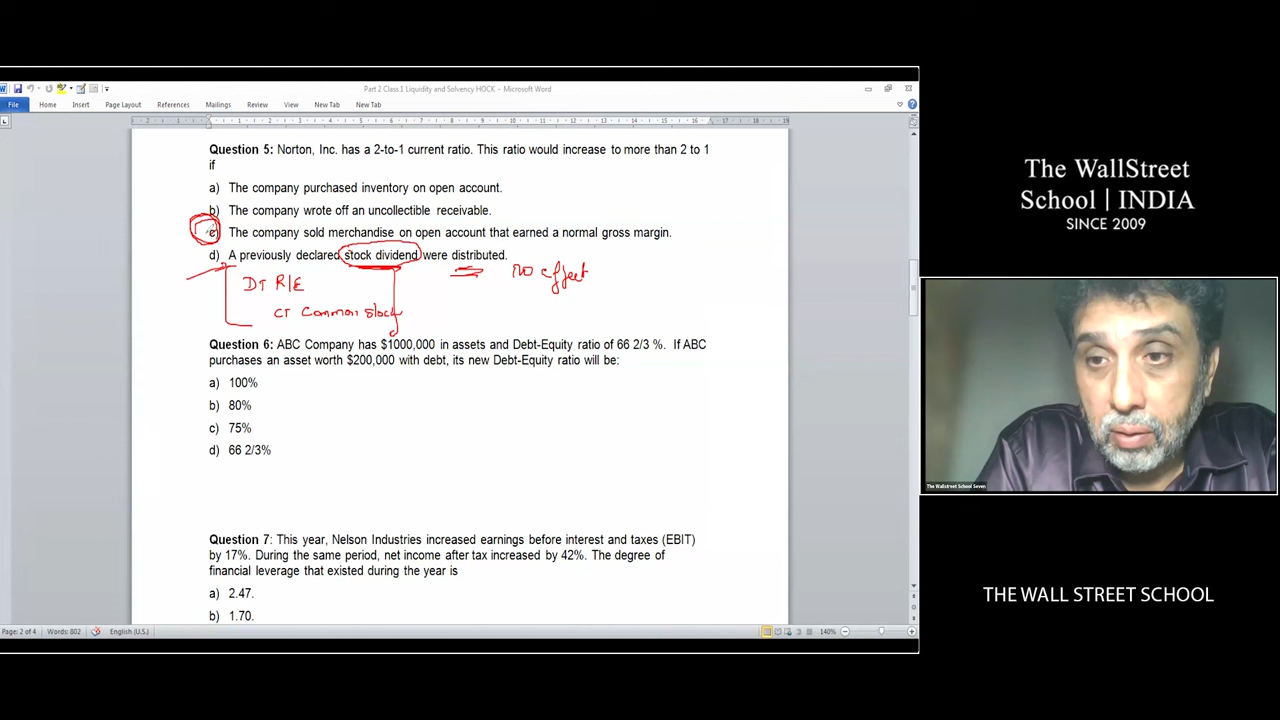 Part 2 Class 1 Liquidity and Solvency HOCK - Microsoft Word
File Home Insert Page Layout References Mailings Review View New Tab New Tab
Question 5: Norton, Inc. has a 2-to-1 current ratio. This ratio would increase to more than 2 to 1
if
a) The company purchased inventory on open account.
b) The company wrote off an uncollectible receivable.
c) The company sold merchandise on open account that earned a normal gross margin.
d) A previously declared stock dividend were distributed.
DT R/E
no effect
CT Common Stock
Question 6: ABC Company has $1000,000 in assets and Debt-Equity ratio of 66 2/3 %. If ABC
purchases an asset worth $200,000 with debt, its new Debt-Equity ratio will be:
a) 100%
b) 80%
c) 75%
d) 66 2/3%
Question 7: This year, Nelson Industries increased earnings before interest and taxes (EBIT)
by 17%. During the same period, net income after tax increased by 42%. The degree of
financial leverage that existed during the year is
a) 2.47.
b) 1.70.
Page: 2 of 4 Words: 802 English (U.S.) 140%
The WallStreet
School | INDIA
SINCE 2009
The Wallstreet School Seven
THE WALL STREET SCHOOL